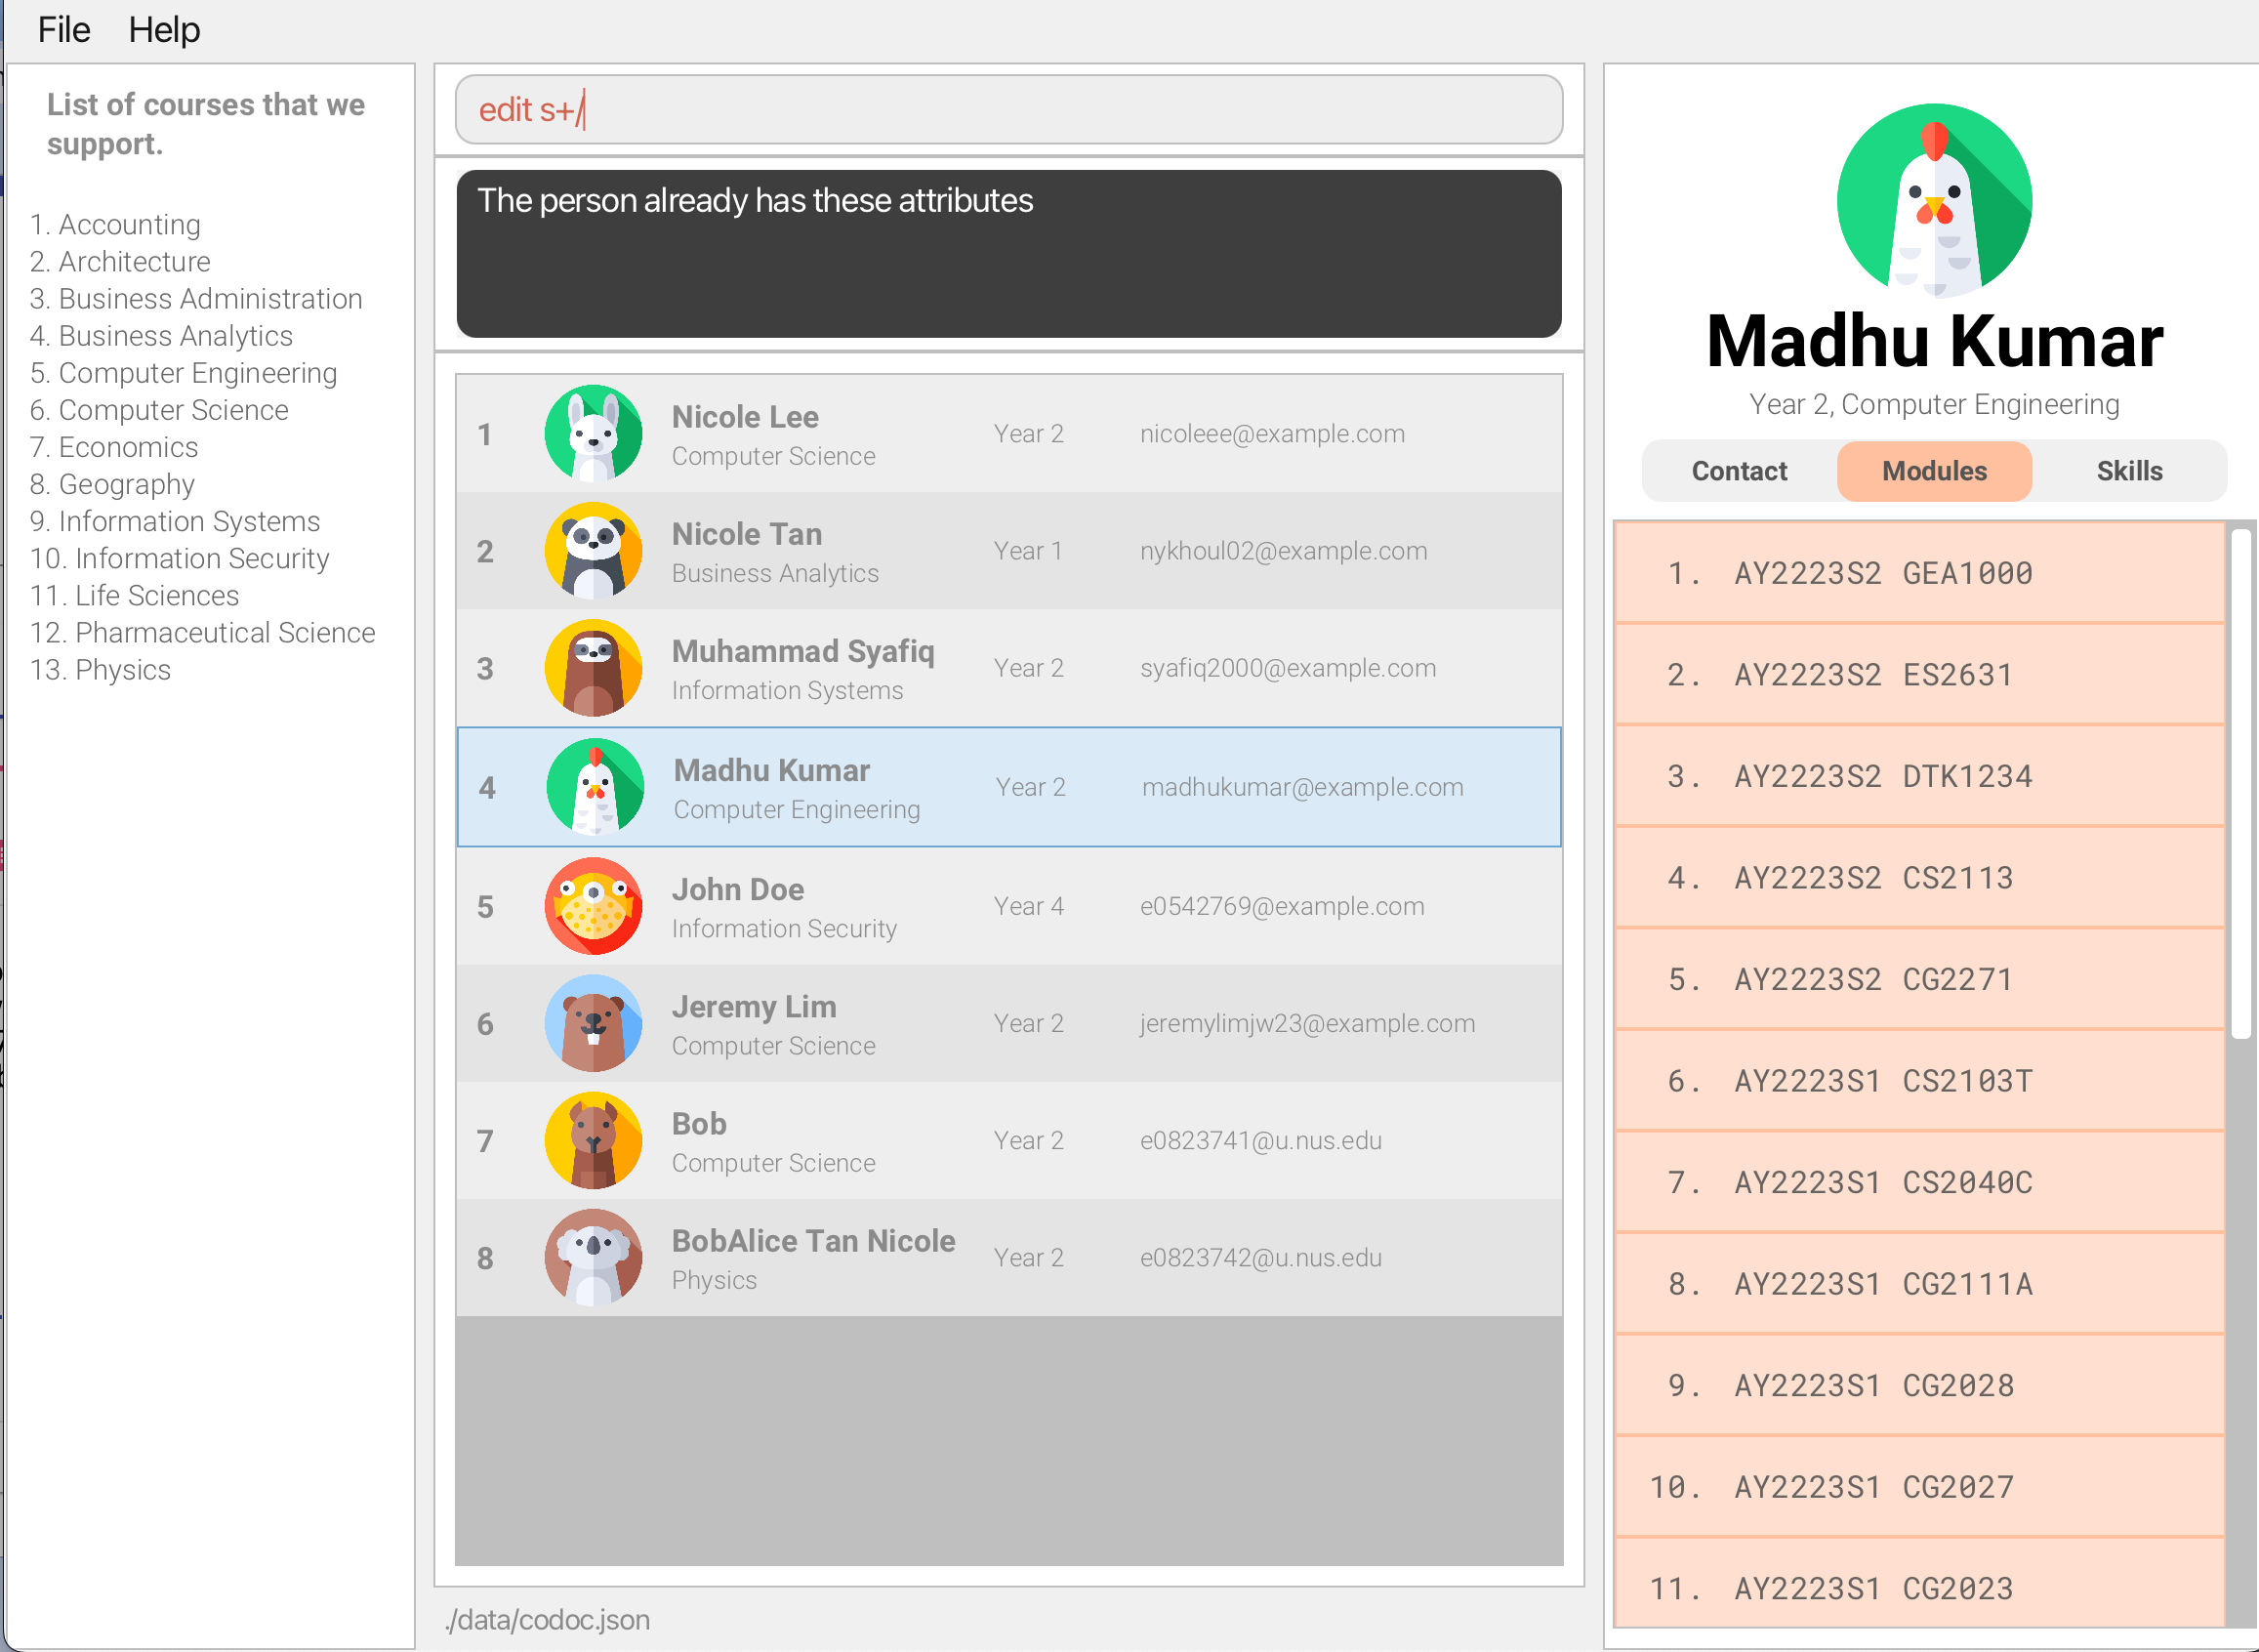 File Help
List of courses that we
support.
1. Accounting
2. Architecture
3. Business Administration
4. Business Analytics
5. Computer Engineering
6. Computer Science
7. Economics
8. Geography
9. Information Systems
10. Information Security
11. Life Sciences
12. Pharmaceutical Science
13. Physics
edit s+/
The person already has these attributes
1 Nicole Lee Year 2 nicoleee@example.com
Computer Science
2 Nicole Tan Year 1 nykhoul02@example.com
Business Analytics
3 Muhammad Syafiq Year 2 syafiq2000@example.com
Information Systems
4 Madhu Kumar Year 2 madhukumar@example.com
Computer Engineering
5 John Doe Year 4 e0542769@example.com
Information Security
6 Jeremy Lim Year 2 jeremylimjw23@example.com
Computer Science
7 Bob Year 2 e0823741@u.nus.edu
Computer Science
8 BobAlice Tan Nicole Year 2 e0823742@u.nus.edu
Physics
./data/codoc.json
Madhu Kumar
Year 2, Computer Engineering
Contact Modules Skills
1. AY2223S2 GEA1000
2. AY2223S2 ES2631
3. AY2223S2 DTK1234
4. AY2223S2 CS2113
5. AY2223S2 CG2271
6. AY2223S1 CS2103T
7. AY2223S1 CS2040C
8. AY2223S1 CG2111A
9. AY2223S1 CG2028
10. AY2223S1 CG2027
11. AY2223S1 CG2023